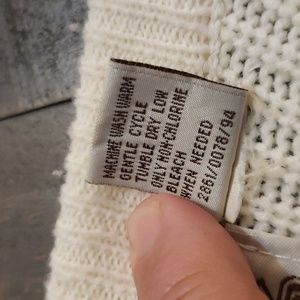 MACHINE WASH WARM
GENTLE CYCLE
TUMBLE DRY LOW
ONLY NON-CHLORINE
BLEACH
WHEN NEEDED
2861/0078/94